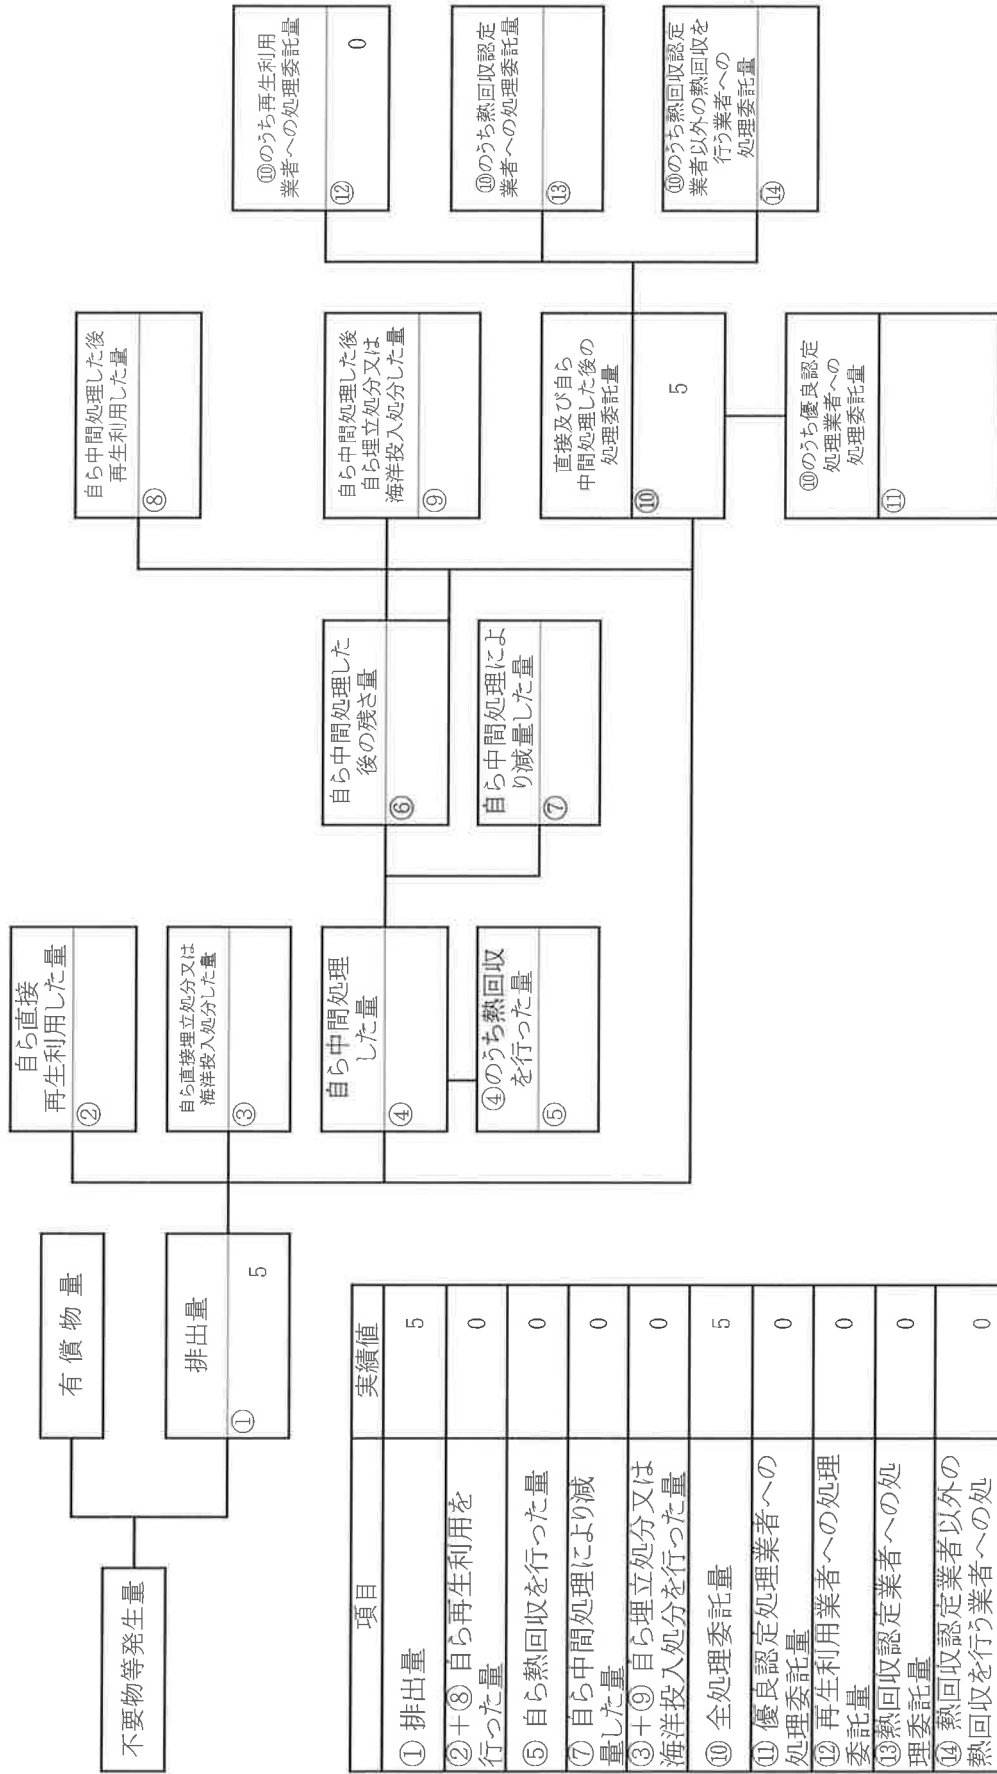 不要物等発生量
有償物量
排出量
①
5
自ら直接
再生利用した量
②
自ら直接埋立処分又は
海洋投入処分した量
③
自ら中間処理
した量
④
④のうち熱回収
を行った量
⑤
自ら中間処理した
後の残さ量
⑥
自ら中間処理によ
り減量した量
⑦
自ら中間処理した後
再生利用した量
⑧
自ら中間処理した後
自ら埋立処分又は
海洋投入処分した量
⑨
直接及び自ら
中間処理した後の
処理委託量
⑩
5
⑩のうち優良認定
処理業者への
処理委託量
⑪
⑩のうち再生利用
業者への処理委託量
⑫
0
⑩のうち熱回収認定
業者への処理委託量
⑬
⑩のうち熱回収認定
業者以外の熱回収を
行う業者への
処理委託量
⑭
項目 実績値
① 排出量 5
②+⑧ 自ら再生利用を
行った量 0
⑤ 自ら熱回収を行った量 0
⑦ 自ら中間処理により減
量した量 0
③+⑨ 自ら埋立処分又は
海洋投入処分を行った量 0
⑩ 全処理委託量 5
⑪ 優良認定処理業者への
処理委託量 0
⑫ 再生利用業者への処理
委託量 0
⑬熱回収認定業者への処
理委託量 0
⑭ 熱回収認定業者以外の
熱回収を行う業者への処 0